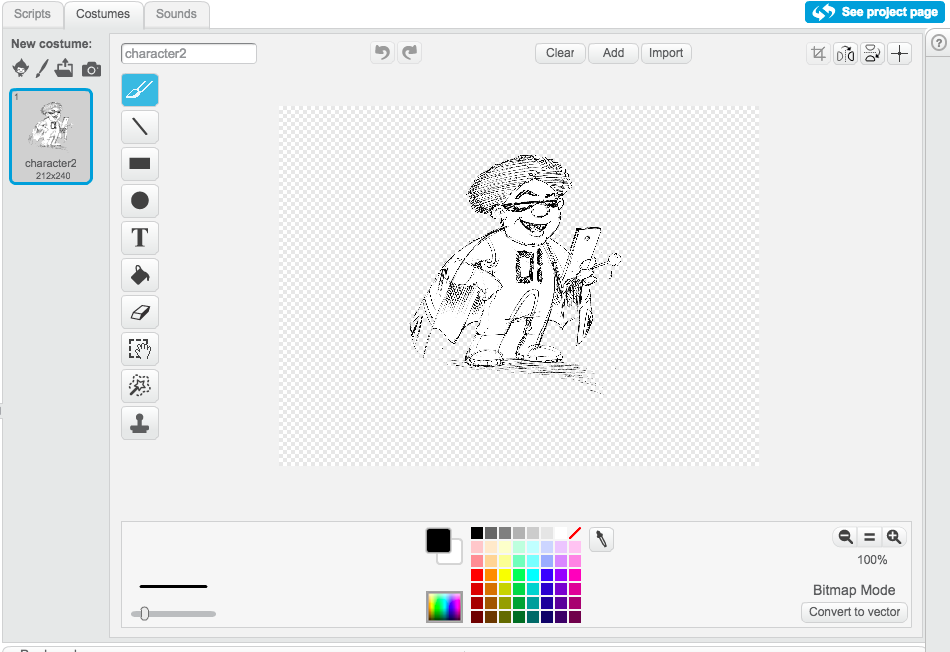 Scripts
Costumes
Sounds
See project page
New costume:
character2
Clear
Add
Import
?
1
character2
212x240
T
01
100%
Bitmap Mode
Convert to vector